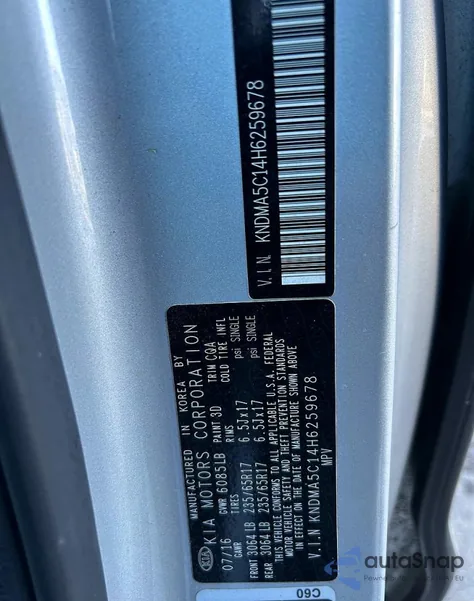 V.I.N KNDMA5C14H6259678
MANUFACTURED IN KOREA BY
KIA KIA MOTORS CORPORATION
PAINT 3D TRIM CQA
07/16 GVWR 6085LB
GAWR TIRES RIMS COLD TIRE INFL
psi SINGLE
FRONT 3064LB 235/65R17 6.5Jx17 psi SINGLE
REAR 3064LB 235/65R17 6.5Jx17
THIS VEHICLE CONFORMS TO ALL APPLICABLE U.S.A. FEDERAL
MOTOR VEHICLE SAFETY AND THEFT PREVENTION STANDARDS
IN EFFECT ON THE DATE OF MANUFACTURE SHOWN ABOVE
V.I.N KNDMA5C14H6259678
MPV
C60
autoSnap